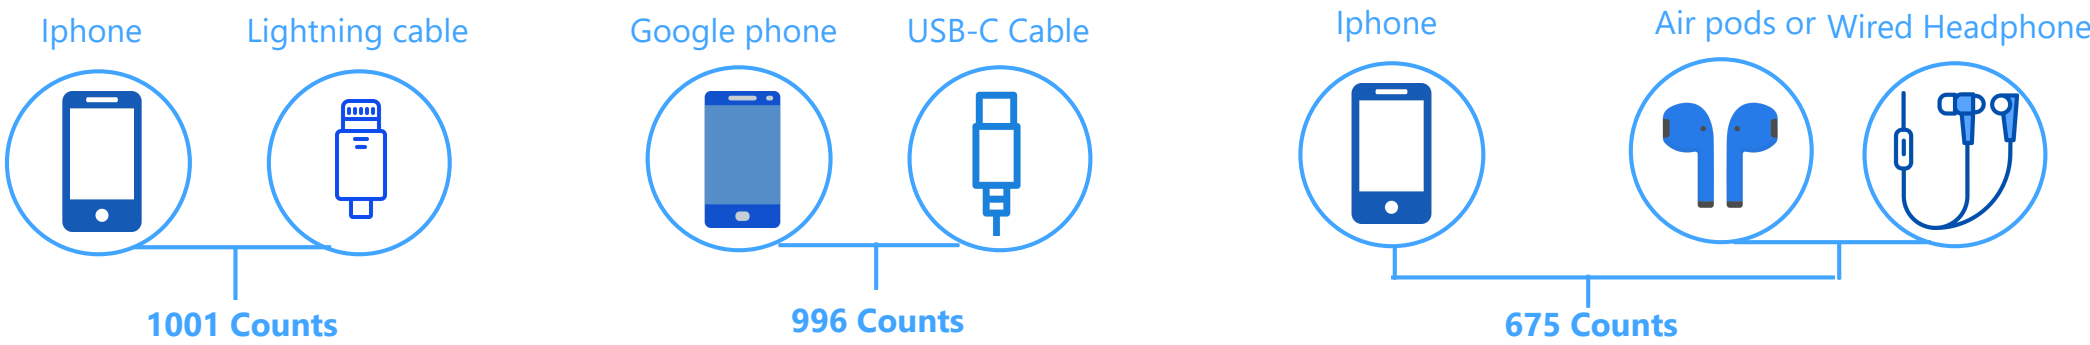 Iphone
Lightning cable
1001 Counts
Google phone
USB-C Cable
996 Counts
Iphone
Air pods or Wired Headphone
675 Counts